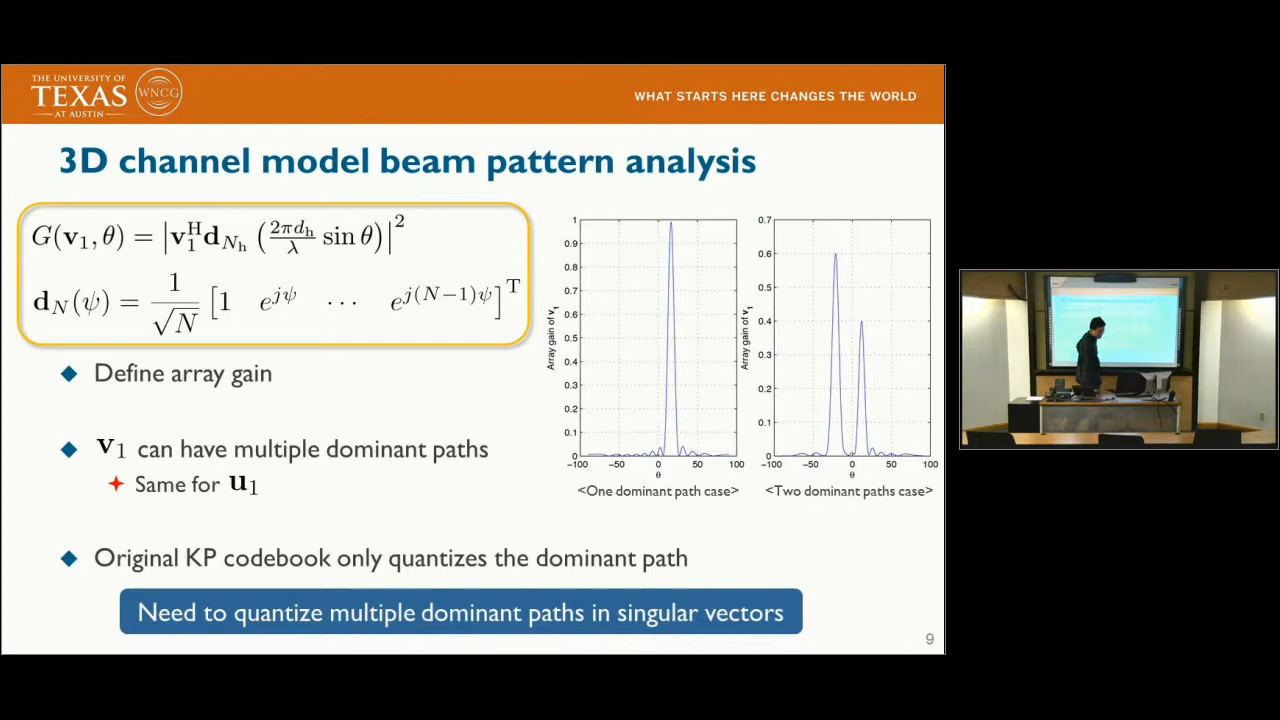 THE UNIVERSITY OF
TEXAS
AT AUSTIN
WNCG
WHAT STARTS HERE CHANGES THE WORLD
3D channel model beam pattern analysis
G(v₁, θ) = |v₁ᴴ d_{N_h} (2πd_h/λ sin θ)|²
d_N(ψ) = 1/√N [1 e^{jψ} ⋯ e^{j(N−1)ψ}]ᵀ
Define array gain
v₁ can have multiple dominant paths
Same for u₁
Original KP codebook only quantizes the dominant path
Need to quantize multiple dominant paths in singular vectors
Array gain of v₁
1
0.9
0.8
0.7
0.6
0.5
0.4
0.3
0.2
0.1
0
−100 −50 0 50 100
θ
<One dominant path case>
Array gain of v₁
0.7
0.6
0.5
0.4
0.3
0.2
0.1
0
−100 −50 0 50 100
θ
<Two dominant paths case>
9